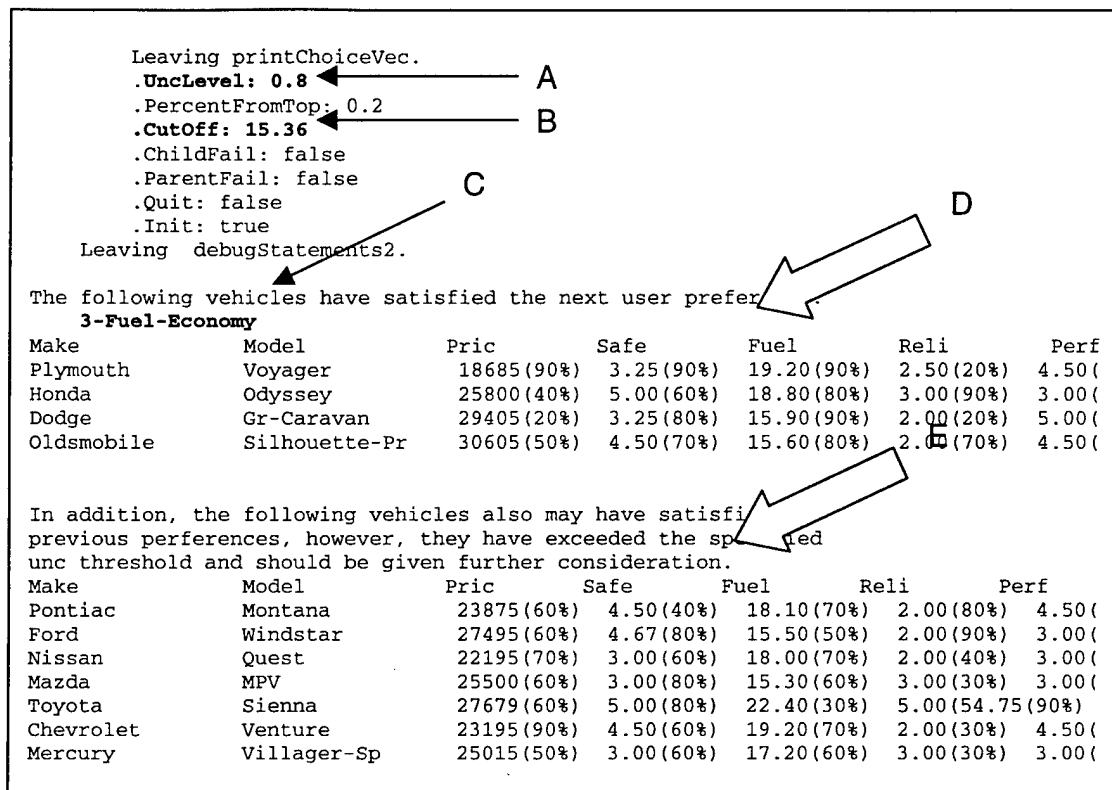 Leaving printChoiceVec.
.UncLevel: 0.8 A
.PercentFromTop: 0.2
.CutOff: 15.36 B
.ChildFail: false
.ParentFail: false
.Quit: false C
.Init: true D
Leaving debugStatements2.
The following vehicles have satisfied the next user prefer
3-Fuel-Economy
Make Model Pric Safe Fuel Reli Perf
Plymouth Voyager 18685(90%) 3.25(90%) 19.20(90%) 2.50(20%) 4.50(
Honda Odyssey 25800(40%) 5.00(60%) 18.80(80%) 3.00(90%) 3.00(
Dodge Gr-Caravan 29405(20%) 3.25(80%) 15.90(90%) 2.00(20%) 5.00(
Oldsmobile Silhouette-Pr 30605(50%) 4.50(70%) 15.60(80%) 2.00(70%) 4.50(
E
In addition, the following vehicles also may have satisfi
previous perferences, however, they have exceeded the sp ied
unc threshold and should be given further consideration.
Make Model Pric Safe Fuel Reli Perf
Pontiac Montana 23875(60%) 4.50(40%) 18.10(70%) 2.00(80%) 4.50(
Ford Windstar 27495(60%) 4.67(80%) 15.50(50%) 2.00(90%) 3.00(
Nissan Quest 22195(70%) 3.00(60%) 18.00(70%) 2.00(40%) 3.00(
Mazda MPV 25500(60%) 3.00(80%) 15.30(60%) 3.00(30%) 3.00(
Toyota Sienna 27679(60%) 5.00(80%) 22.40(30%) 5.00(54.75(90%)
Chevrolet Venture 23195(90%) 4.50(60%) 19.20(70%) 2.00(30%) 4.50(
Mercury Villager-Sp 25015(50%) 3.00(60%) 17.20(60%) 3.00(30%) 3.00(